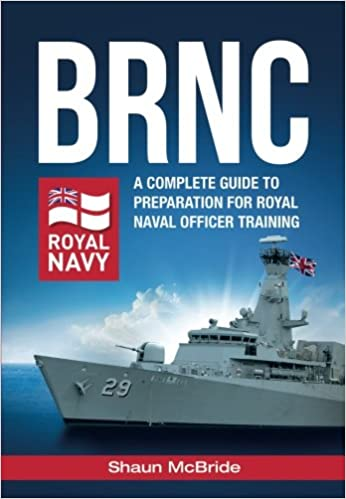 BRNC
A COMPLETE GUIDE TO
PREPARATION FOR ROYAL
NAVAL OFFICER TRAINING
ROYAL
NAVY
29
Shaun McBride